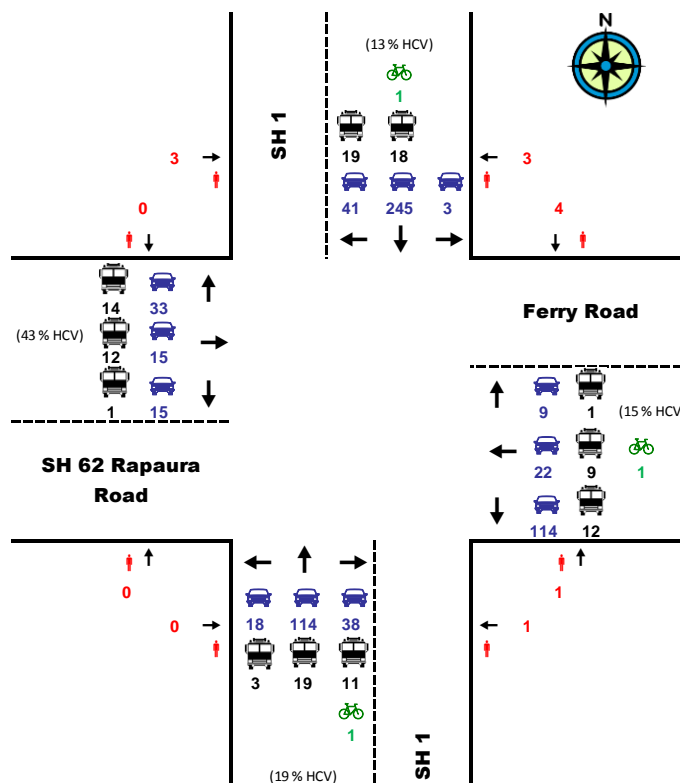 (13 % HCV)
N
1
SH 1
19 18
3 3
41 245 3
0 4
14 33
Ferry Road
(43 % HCV)
12 15
1 15
9 1
(15 % HCV
SH 62 Rapaura
Road
22 9 1
114 12
0 1
18 114 38
0 1
3 19 11
1
SH 1
(19 % HCV)